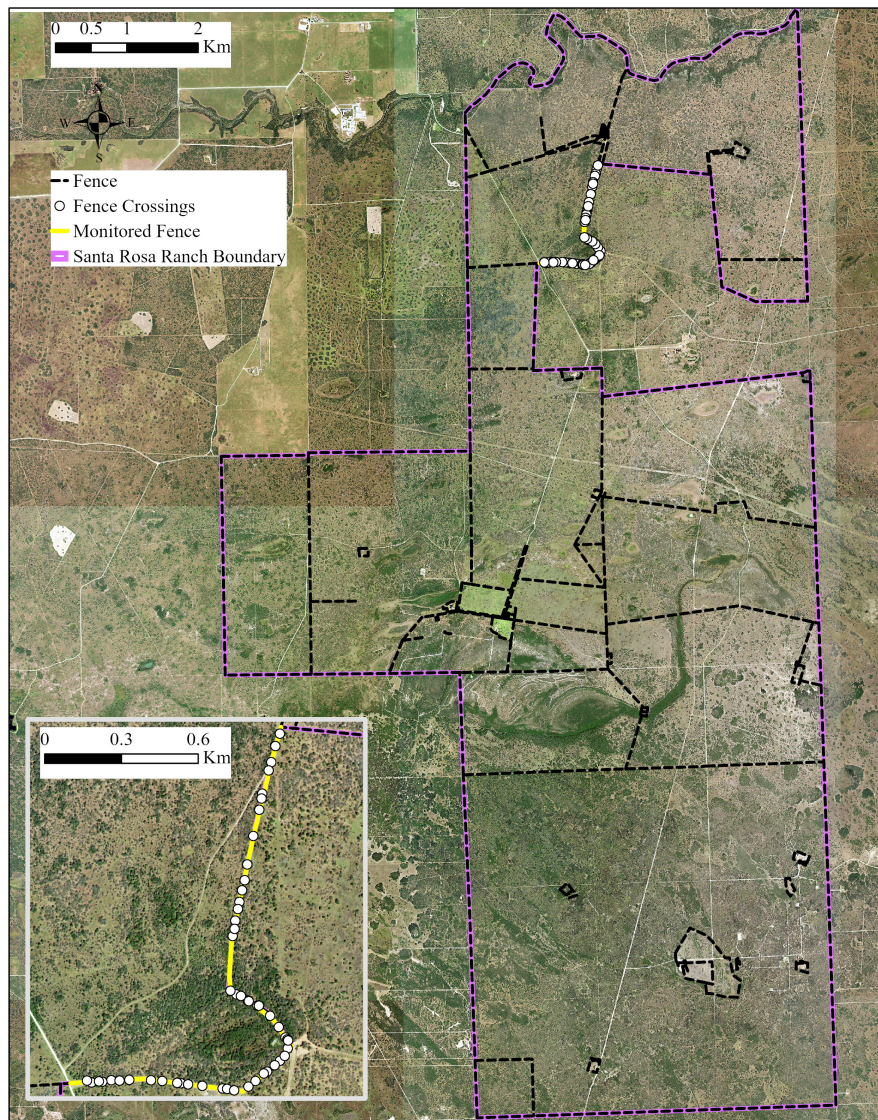 0 0.5 1 2
Km
N
W E
S
Fence
Fence Crossings
Monitored Fence
Santa Rosa Ranch Boundary
0 0.3 0.6
Km